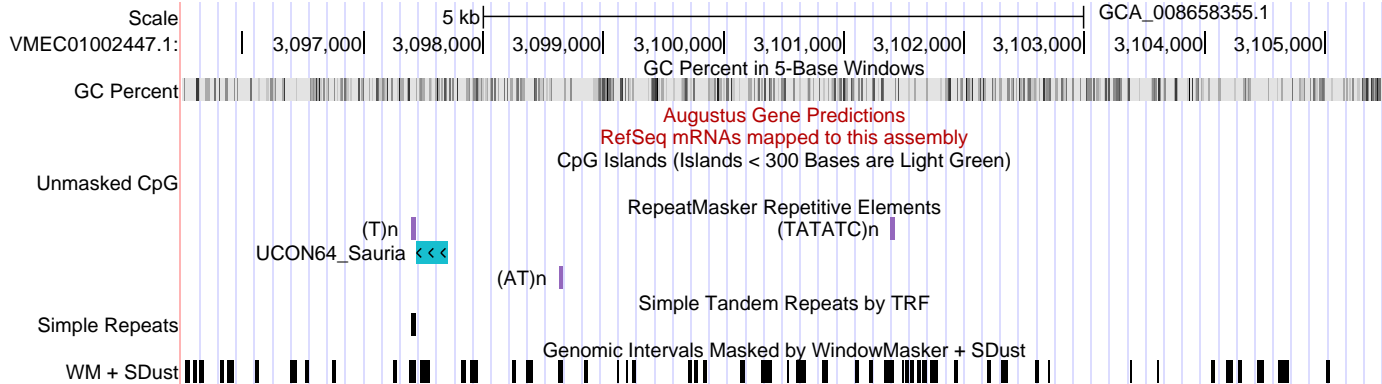 Scale 5 kb GCA_008658355.1
VMEC01002447.1: 3,097,000 3,098,000 3,099,000 3,100,000 3,101,000 3,102,000 3,103,000 3,104,000 3,105,000
GC Percent in 5-Base Windows
GC Percent
Augustus Gene Predictions
RefSeq mRNAs mapped to this assembly
CpG Islands (Islands < 300 Bases are Light Green)
Unmasked CpG
RepeatMasker Repetitive Elements
(T)n (TATATC)n
UCON64_Sauria
(AT)n
Simple Tandem Repeats by TRF
Simple Repeats
Genomic Intervals Masked by WindowMasker + SDust
WM + SDust